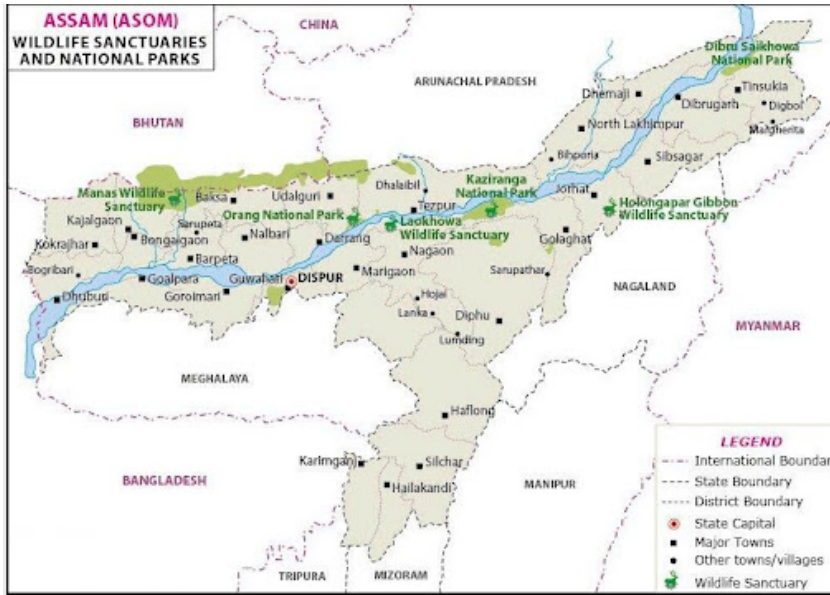 ASSAM (ASOM)
WILDLIFE SANCTUARIES
AND NATIONAL PARKS
CHINA
Dibru Saikhowa
National Park
ARUNACHAL PRADESH
Tinsukia
Dhemaji
Dibrugarh
Digboi
BHUTAN
North Lakhimpur
Margherita
Bihporia
Sibsagar
Kaziranga
National Park
Dhalaibil
Manas Wildlife
Sanctuary
Baksa
Udalguri
Jorhat
Tezpur
Holongapar Gibbon
Wildlife Sanctuary
Orang National Park
Laokhowa
Wildlife Sanctuary
Kajalgaon
Sarupeta
Bongaigaon
Nalbari
Darrang
Golaghat
Kokrajhar
Nagaon
Barpeta
Bogribari
Goalpara
Guwahati
DISPUR
Marigaon
Sarupathar
NAGALAND
Dhuburi
Goroimari
Hojai
Lanka
Diphu
MYANMAR
Lumding
MEGHALAYA
Haflong
Karimganj
Silchar
BANGLADESH
Hailakandi
MANIPUR
TRIPURA
MIZORAM
LEGEND
International Boundar
State Boundary
District Boundary
State Capital
Major Towns
Other towns/villages
Wildlife Sanctuary